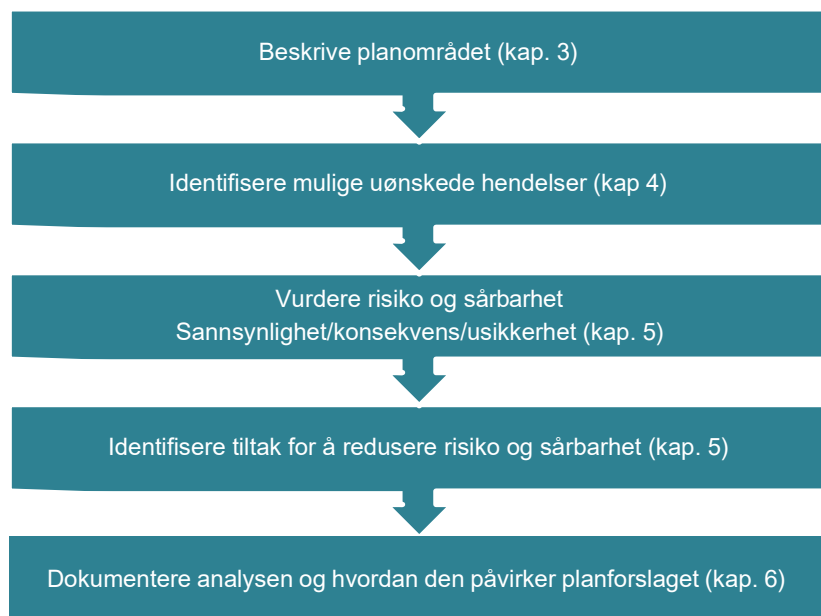 Beskrive planområdet (kap. 3)
Identifisere mulige uønskede hendelser (kap 4)
Vurdere risiko og sårbarhet
Sannsynlighet/konsekvens/usikkerhet (kap. 5)
Identifisere tiltak for å redusere risiko og sårbarhet (kap. 5)
Dokumentere analysen og hvordan den påvirker planforslaget (kap. 6)